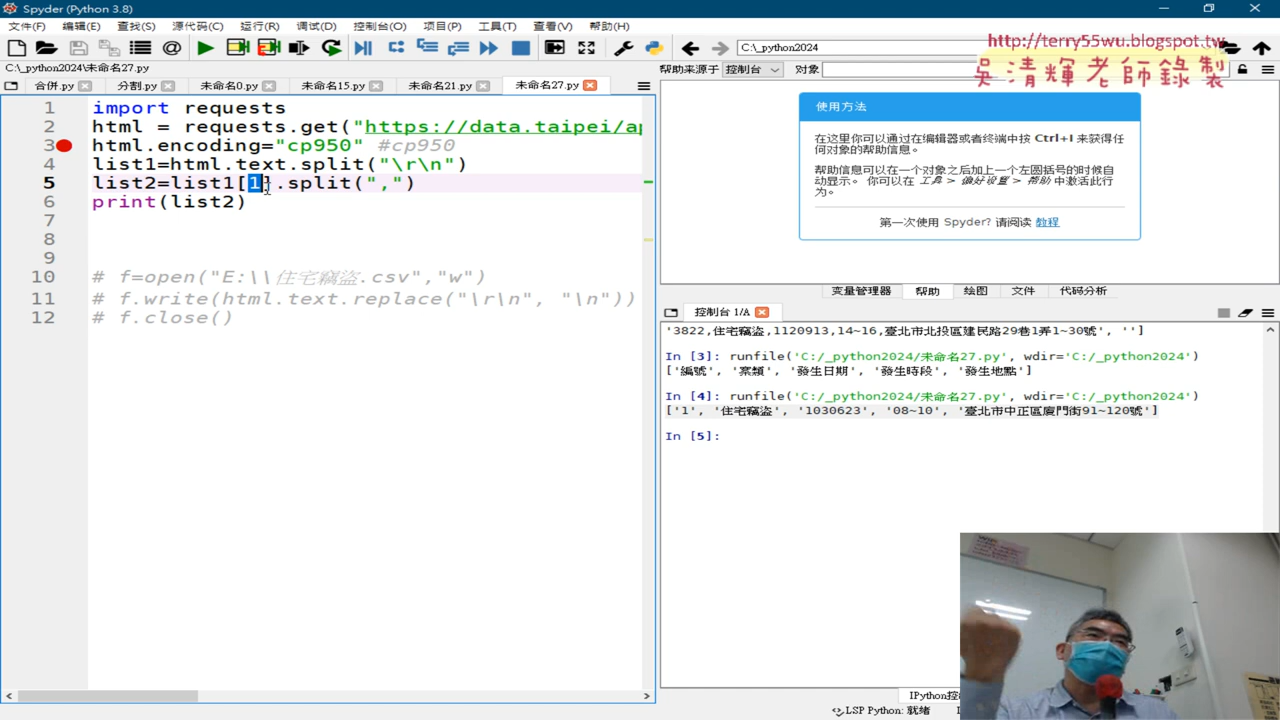 Spyder (Python 3.8)
文件(F) 编辑(E) 查找(S) 源代码(C) 运行(R) 调试(D) 控制台(O) 项目(P) 工具(T) 查看(V) 帮助(H)
C:\_python2024
http://terry55wu.blogspot.tw
吳清輝老師錄製
C:\_python2024\未命名27.py
帮助来源于 控制台 对象
合併.py 分割.py 未命名0.py 未命名15.py 未命名21.py 未命名27.py
1 import requests
2 html = requests.get("https://data.taipei/ap
3 html.encoding="cp950" #cp950
4 list1=html.text.split("\r\n")
5 list2=list1[1].split(",")
6 print(list2)
7
8
9
10 # f=open("E:\\住宅竊盜.csv","w")
11 # f.write(html.text.replace("\r\n", "\n"))
12 # f.close()
使用方法
在这里你可以通过在编辑器或者终端中按 Ctrl+I 来获得任
何对象的帮助信息。
帮助信息可以在一个对象之后加上一个左圆括号的时候自
动显示。 你可以在 工具 > 偏好设置 > 帮助 中激活此行
为。
第一次使用 Spyder? 请阅读 教程
变量管理器 帮助 绘图 文件 代码分析
控制台 1/A
'3822,住宅竊盜,1120913,14~16,臺北市北投區建民路29巷1弄1~30號', '']
In [3]: runfile('C:/_python2024/未命名27.py', wdir='C:/_python2024')
['編號', '案類', '發生日期', '發生時段', '發生地點']
In [4]: runfile('C:/_python2024/未命名27.py', wdir='C:/_python2024')
['1', '住宅竊盜', '1030623', '08~10', '臺北市中正區廈門街91~120號']
In [5]:
LSP Python: 就绪